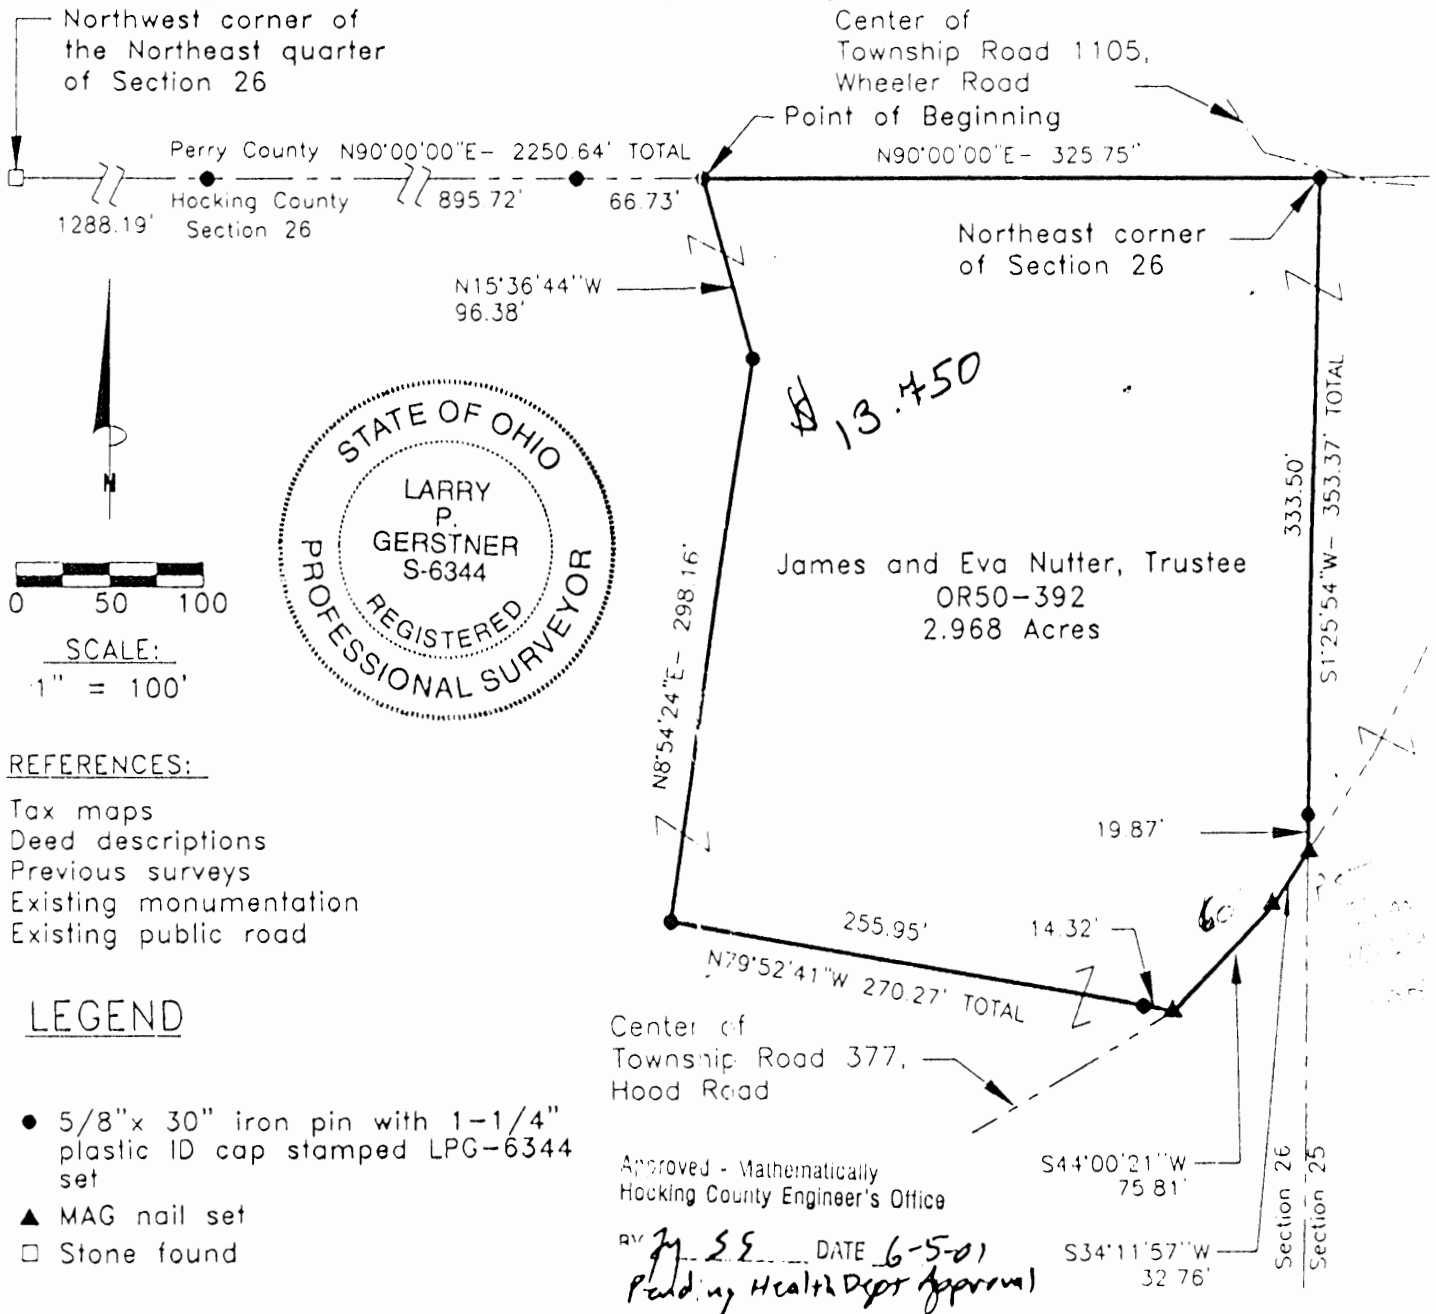 Northwest corner of
the Northeast quarter
of Section 26
Center of
Township Road 1105,
Wheeler Road
Point of Beginning
Perry County N90°00'00"E- 2250.64' TOTAL
N90°00'00"E- 325.75"
Hocking County
Section 26
1288.19'
895.72'
66.73'
Northeast corner
of Section 26
N15°36'44"W
96.38'
$ 13.750
STATE OF OHIO
LARRY
P.
GERSTNER
S-6344
REGISTERED
PROFESSIONAL SURVEYOR
N
0 50 100
SCALE:
1" = 100'
N8°54'24"E- 298.16'
James and Eva Nutter, Trustee
OR50-392
2.968 Acres
333.50'
S1°25'54"W- 353.37' TOTAL
REFERENCES:
Tax maps
Deed descriptions
Previous surveys
Existing monumentation
Existing public road
19.87'
60
255.95'
14.32'
N79°52'41"W 270.27' TOTAL
LEGEND
Center of
Township Road 377,
Hood Road
5/8"x 30" iron pin with 1-1/4"
plastic ID cap stamped LPG-6344
set
MAG nail set
Stone found
Approved - Mathematically
Hocking County Engineer's Office
BY DATE 6-5-01
Pending Health Dept Approval
S44°00'21"W
75.81'
S34°11'57"W
32.76'
Section 26
Section 25